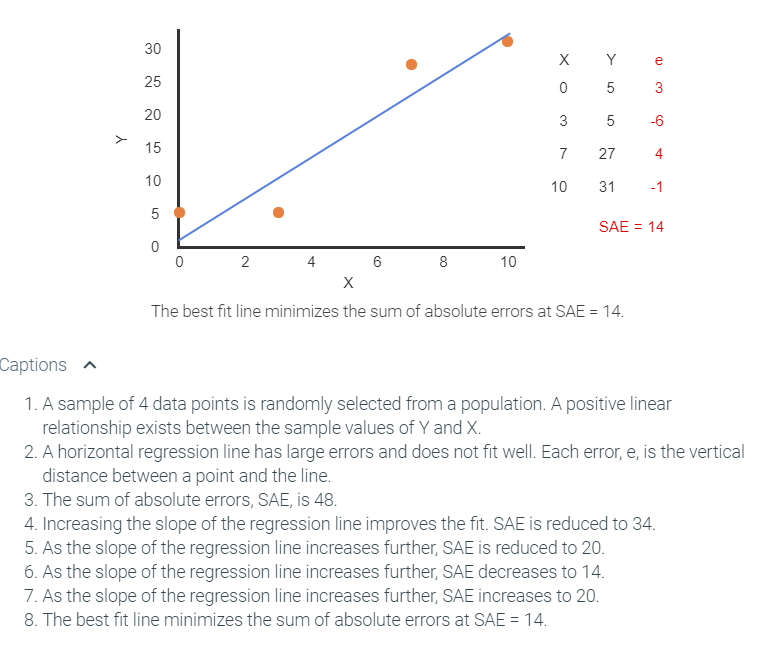 30
25
20
15
10
5
0
Y
0 2 4 6 8 10
X
X Y e
0 5 3
3 5 -6
7 27 4
10 31 -1
SAE = 14
The best fit line minimizes the sum of absolute errors at SAE = 14.
Captions
1. A sample of 4 data points is randomly selected from a population. A positive linear
relationship exists between the sample values of Y and X.
2. A horizontal regression line has large errors and does not fit well. Each error, e, is the vertical
distance between a point and the line.
3. The sum of absolute errors, SAE, is 48.
4. Increasing the slope of the regression line improves the fit. SAE is reduced to 34.
5. As the slope of the regression line increases further, SAE is reduced to 20.
6. As the slope of the regression line increases further, SAE decreases to 14.
7. As the slope of the regression line increases further, SAE increases to 20.
8. The best fit line minimizes the sum of absolute errors at SAE = 14.